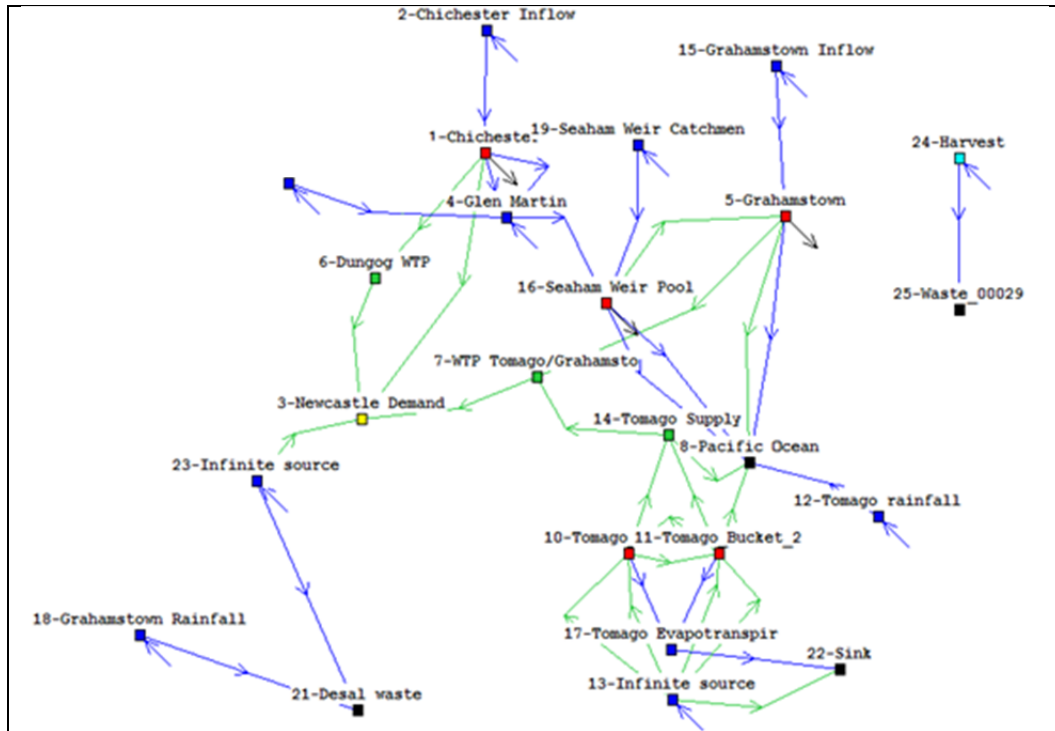 2-Chichester Inflow
15-Grahamstown Inflow
1-Chicheste
19-Seaham Weir Catchmen
24-Harvest
4-Glen Martin
5-Grahamstown
6-Dungog WTP
16-Seaham Weir Pool
25-Waste_00029
7-WTP Tomago/Grahamsto
3-Newcastle Demand
14-Tomago Supply
8-Pacific Ocean
23-Infinite source
12-Tomago rainfall
10-Tomago 11-Tomago_Bucket_2
18-Grahamstown Rainfall
17-Tomago Evapotranspir
22-Sink
13-Infinite source
21-Desal waste